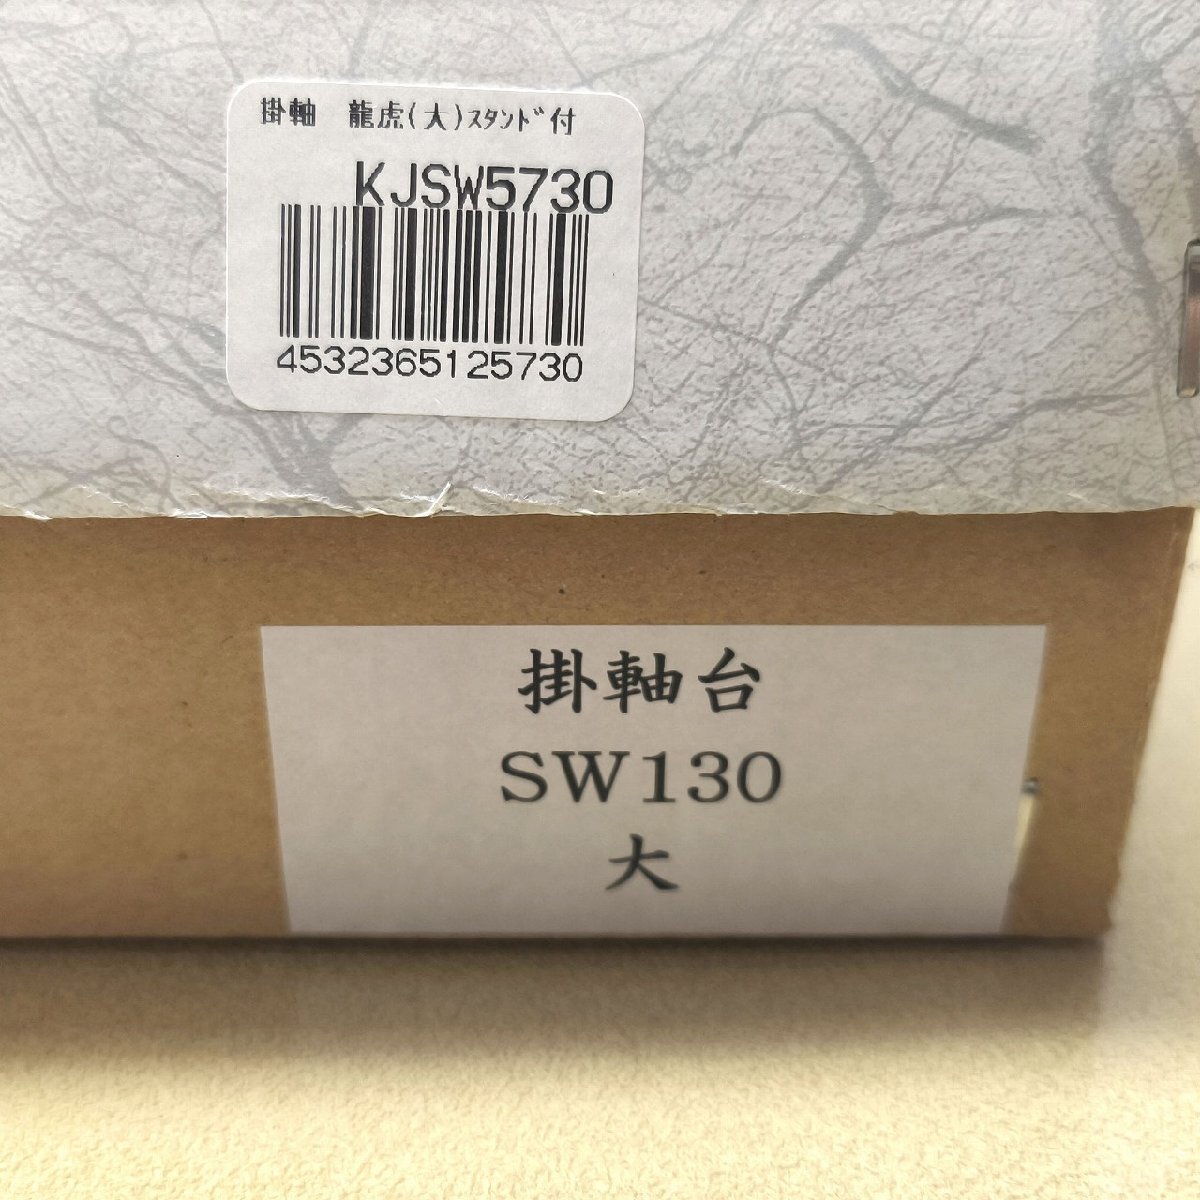 掛軸　龍虎(大)ｽﾀﾝﾄﾞ付
KJSW5730
4532365125730
掛軸台
SW130
大